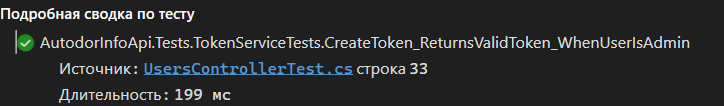 Подробная сводка по тесту
AutodorInfoApi.Tests.TokenServiceTests.CreateToken_ReturnsValidToken_WhenUserIsAdmin
Источник: UsersControllerTest.cs строка 33
Длительность: 199 мс